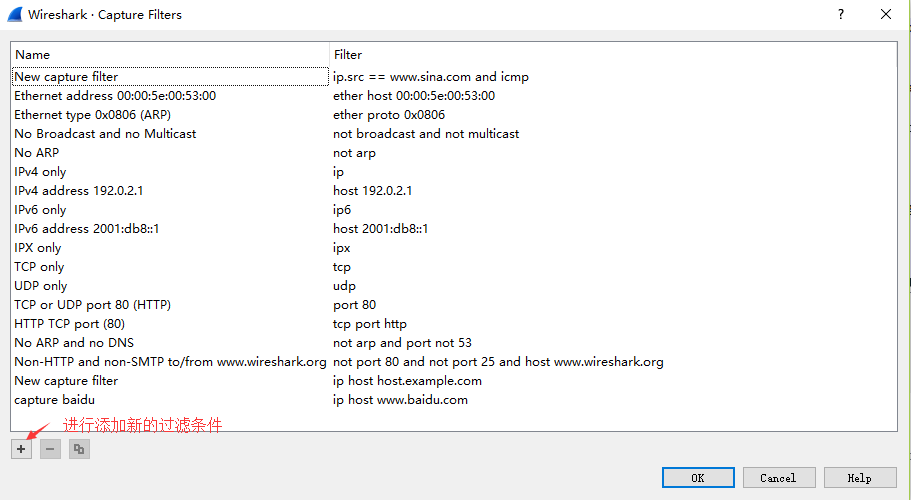 Wireshark · Capture Filters
Name Filter
New capture filter ip.src == www.sina.com and icmp
Ethernet address 00:00:5e:00:53:00 ether host 00:00:5e:00:53:00
Ethernet type 0x0806 (ARP) ether proto 0x0806
No Broadcast and no Multicast not broadcast and not multicast
No ARP not arp
IPv4 only ip
IPv4 address 192.0.2.1 host 192.0.2.1
IPv6 only ip6
IPv6 address 2001:db8::1 host 2001:db8::1
IPX only ipx
TCP only tcp
UDP only udp
TCP or UDP port 80 (HTTP) port 80
HTTP TCP port (80) tcp port http
No ARP and no DNS not arp and port not 53
Non-HTTP and non-SMTP to/from www.wireshark.org not port 80 and not port 25 and host www.wireshark.org
New capture filter ip host host.example.com
capture baidu ip host www.baidu.com
进行添加新的过滤条件
OK Cancel Help